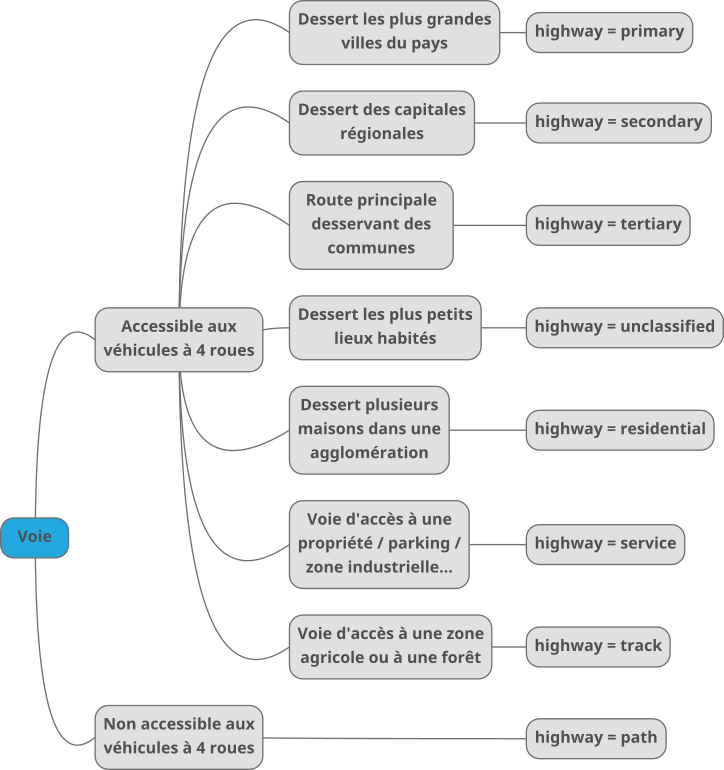 Voie
Accessible aux
véhicules à 4 roues
Dessert les plus grandes
villes du pays
highway = primary
Dessert des capitales
régionales
highway = secondary
Route principale
desservant des
communes
highway = tertiary
Dessert les plus petits
lieux habités
highway = unclassified
Dessert plusieurs
maisons dans une
agglomération
highway = residential
Voie d'accès à une
propriété / parking /
zone industrielle...
highway = service
Voie d'accès à une zone
agricole ou à une forêt
highway = track
Non accessible aux
véhicules à 4 roues
highway = path